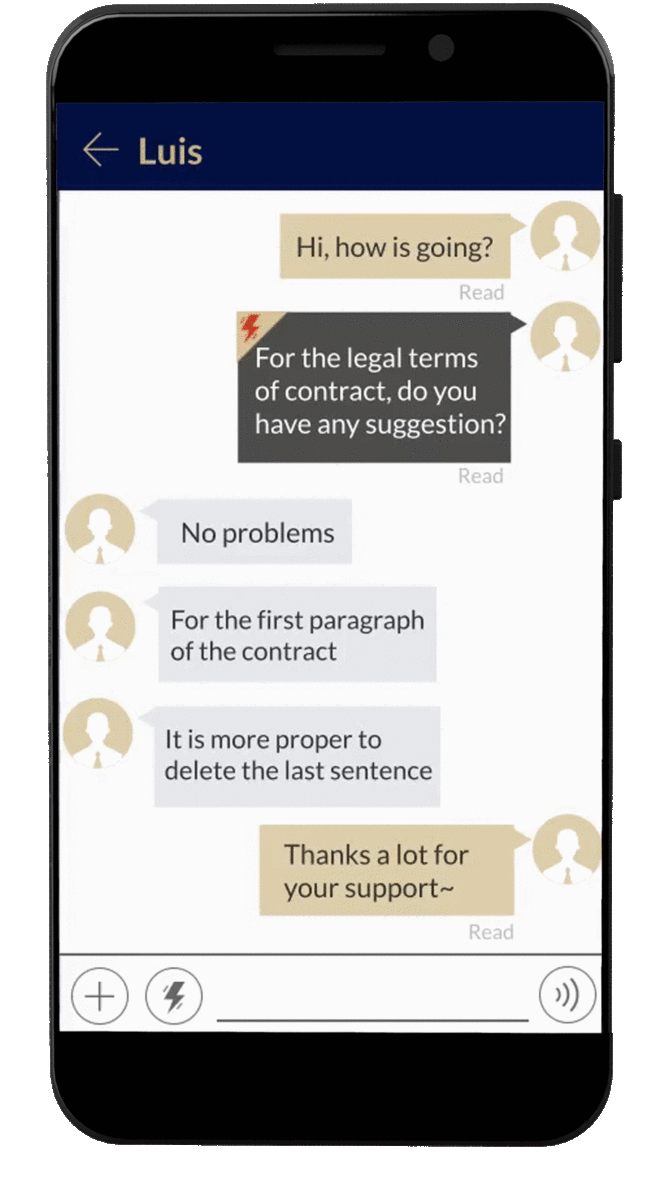 Luis
Hi, how is going?
Read
For the legal terms
of contract, do you
have any suggestion?
Read
No problems
For the first paragraph
of the contract
It is more proper to
delete the last sentence
Thanks a lot for
your support~
Read